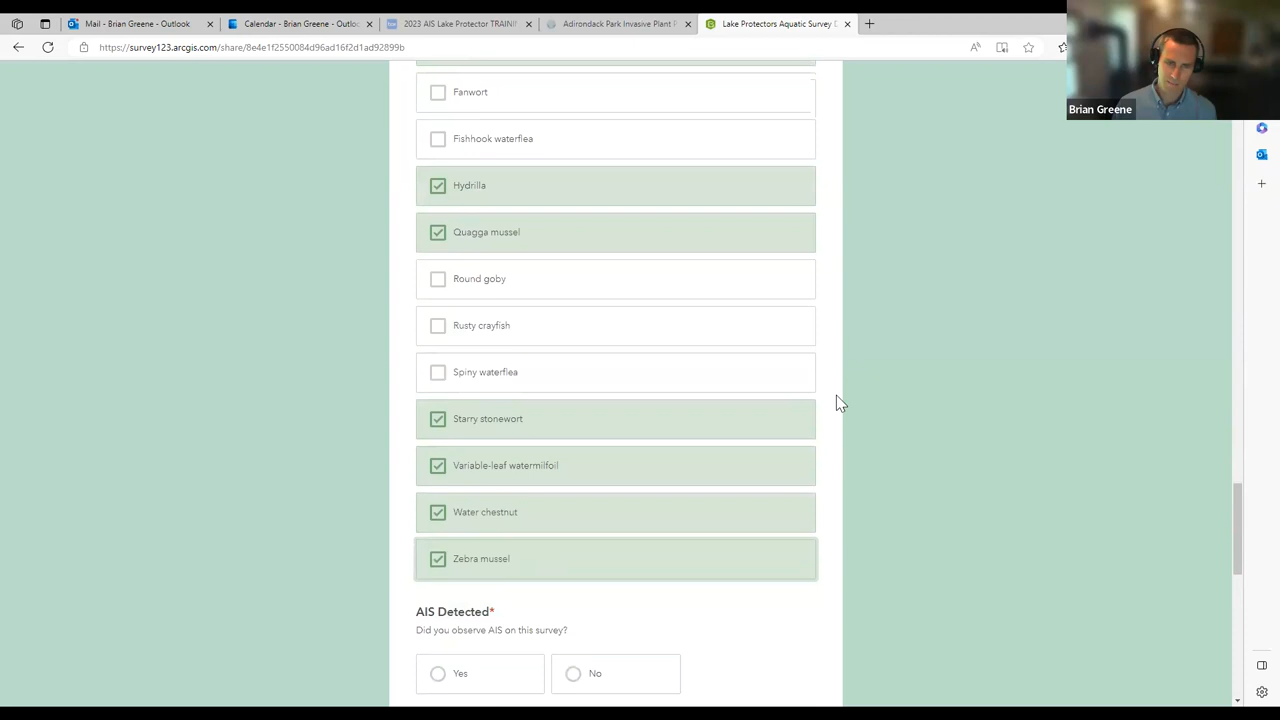 Mail - Brian Greene - Outlook
Calendar - Brian Greene - Outloo
2023 AIS Lake Protector TRAINI
Adirondack Park Invasive Plant P
Lake Protectors Aquatic Survey D
https://survey123.arcgis.com/share/8e4e1f2550084d96ad16f2d1ad92899b
Brian Greene
Fanwort
Fishhook waterflea
Hydrilla
Quagga mussel
Round goby
Rusty crayfish
Spiny waterflea
Starry stonewort
Variable-leaf watermilfoil
Water chestnut
Zebra mussel
AIS Detected*
Did you observe AIS on this survey?
Yes
No